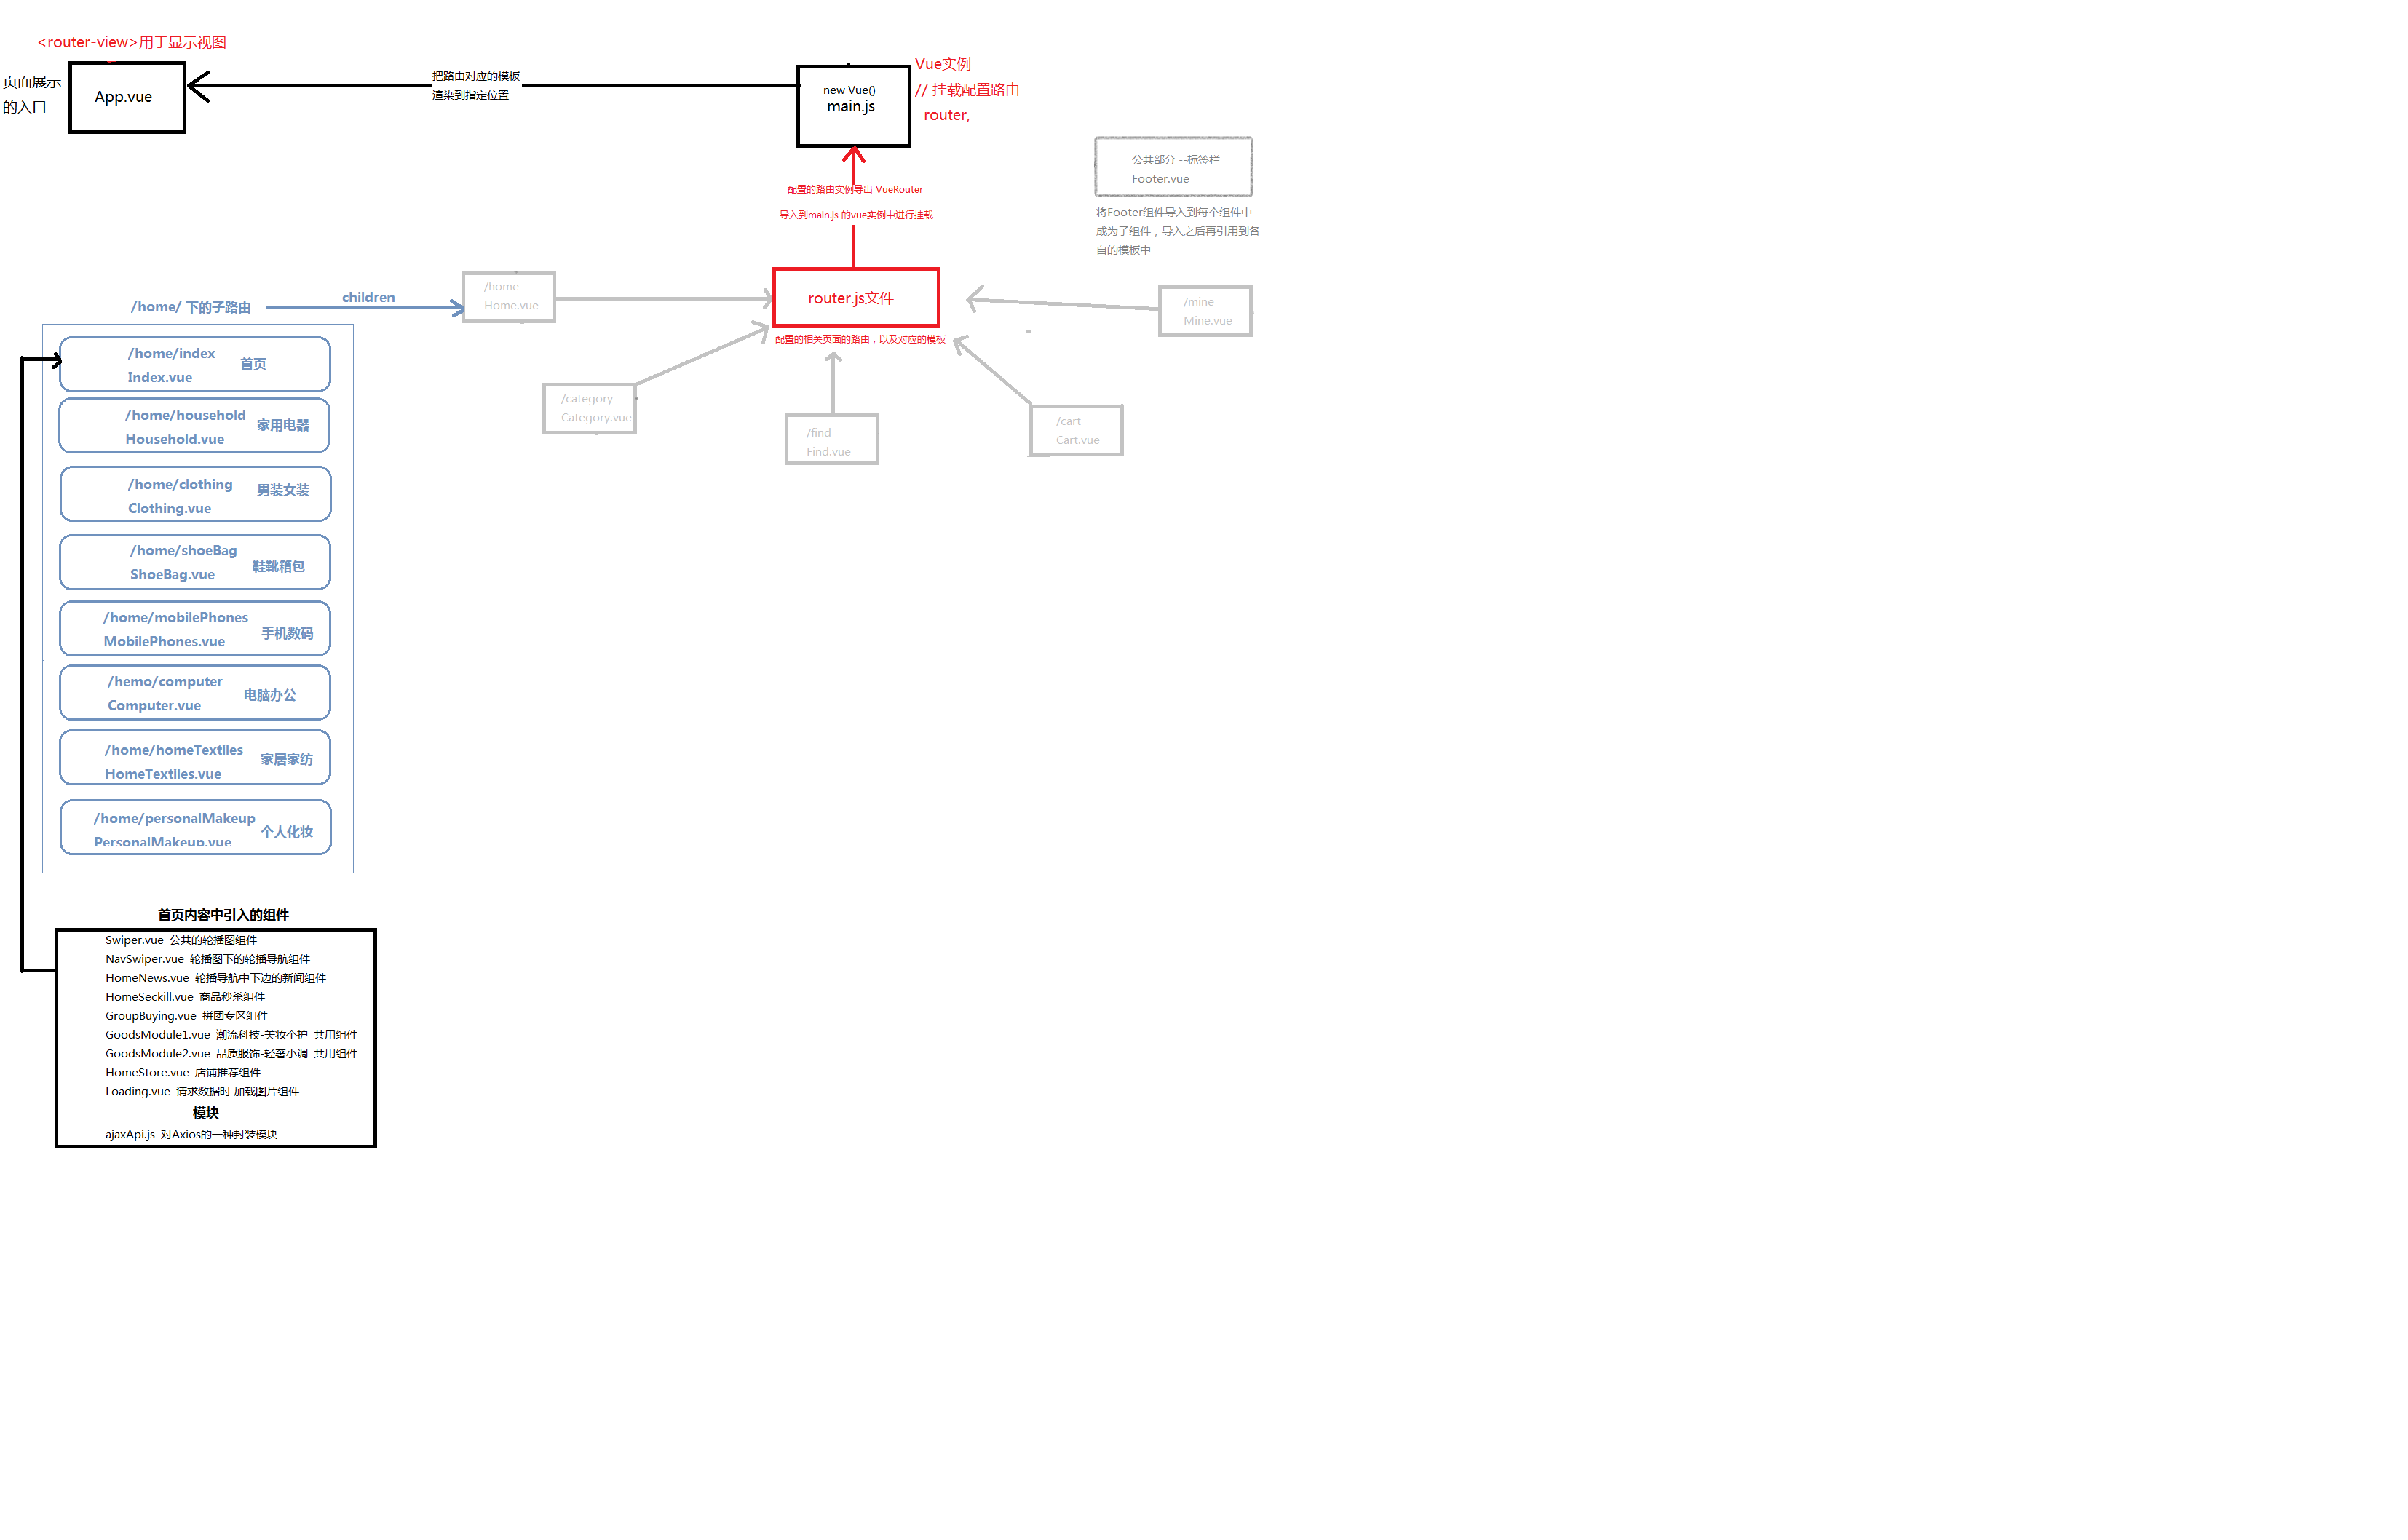 <router-view>用于显示视图
页面展示
的入口
App.vue
把路由对应的模板
渲染到指定位置
new Vue()
main.js
Vue实例
// 挂载配置路由
router,
公共部分 --标签栏
Footer.vue
将Footer组件导入到每个组件中
成为子组件，导入之后再引用到各
自的模板中
配置的路由实例导出 VueRouter
导入到main.js 的vue实例中进行挂载
router.js文件
配置的相关页面的路由，以及对应的模板
/home
Home.vue
/category
Category.vue
/find
Find.vue
/cart
Cart.vue
/mine
Mine.vue
/home/ 下的子路由
children
/home/index
Index.vue
首页
/home/household
Household.vue
家用电器
/home/clothing
Clothing.vue
男装女装
/home/shoeBag
ShoeBag.vue
鞋靴箱包
/home/mobilePhones
MobilePhones.vue
手机数码
/hemo/computer
Computer.vue
电脑办公
/home/homeTextiles
HomeTextiles.vue
家居家纺
/home/personalMakeup
PersonalMakeup.vue
个人化妆
首页内容中引入的组件
Swiper.vue 公共的轮播图组件
NavSwiper.vue 轮播图下的轮播导航组件
HomeNews.vue 轮播导航中下边的新闻组件
HomeSeckill.vue 商品秒杀组件
GroupBuying.vue 拼团专区组件
GoodsModule1.vue 潮流科技-美妆个护 共用组件
GoodsModule2.vue 品质服饰-轻奢小调 共用组件
HomeStore.vue 店铺推荐组件
Loading.vue 请求数据时 加载图片组件
模块
ajaxApi.js 对Axios的一种封装模块